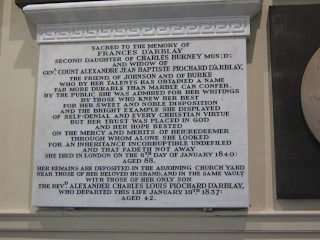 SACRED TO THE MEMORY OF
FRANCES DARBLAY
SECOND DAUGHTER OF CHARLES BURNEY MUS:D:
AND WIDOW OF
GENL COUNT ALEXANDRE JEAN BAPTISTE PIOCHARD D'ARBLAY,
THE FRIEND, OF JOHNSON AND OF BURKE
WHO BY HER TALENTS HAS OBTAINED A NAME
FAR MORE DURABLE THAN MARBLE CAN CONFER.
BY THE PUBLIC SHE WAS ADMIRED FOR HER WRITINGS
BY THOSE WHO KNEW HER BEST
FOR HER SWEET AND NOBLE DISPOSITION
AND THE BRIGHT EXAMPLE SHE DISPLAYED
OF SELF-DENIAL AND EVERY CHRISTIAN VIRTUE
BUT HER TRUST WAS PLACED IN GOD
AND HER HOPE RESTED
ON THE MERCY AND MERITS OF HER REDEEMER
THROUGH WHOM ALONE SHE LOOKED
FOR AN INHERITANCE INCORRUPTIBLE UNDEFILED
AND THAT FADETH NOT AWAY
SHE DIED IN LONDON ON THE 6TH DAY OF JANUARY 1840:
AGED 88.
HER REMAINS ARE DEPOSITED IN THE ADJOINING CHURCH YARD
NEAR THOSE OF HER BELOVED HUSBAND, AND IN THE SAME VAULT
WITH THOSE OF HER ONLY SON
THE REVD ALEXANDER CHARLES LOUIS PIOCHARD D'ARBLAY,
WHO DEPARTED THIS LIFE JANUARY 19TH 1837:
AGED 42.